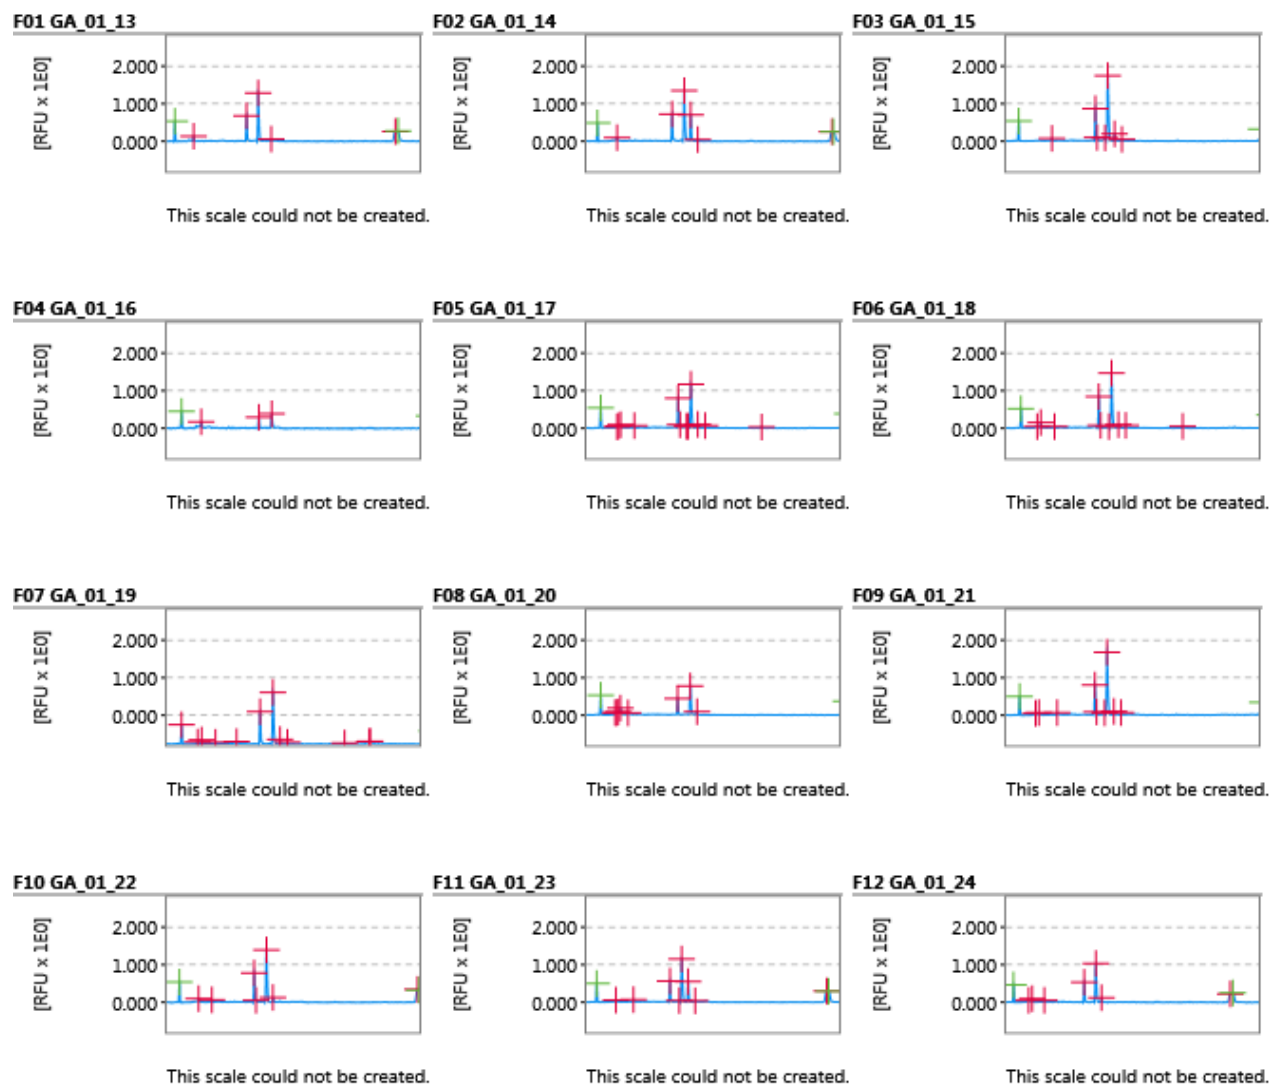 F01 GA_01_13 F02 GA_01_14 F03 GA_01_15
[RFU x 1E0] 2.000 1.000 0.000 [RFU x 1E0] 2.000 1.000 0.000 [RFU x 1E0] 2.000 1.000 0.000
This scale could not be created. This scale could not be created. This scale could not be created.
F04 GA_01_16 F05 GA_01_17 F06 GA_01_18
[RFU x 1E0] 2.000 1.000 0.000 [RFU x 1E0] 2.000 1.000 0.000 [RFU x 1E0] 2.000 1.000 0.000
This scale could not be created. This scale could not be created. This scale could not be created.
F07 GA_01_19 F08 GA_01_20 F09 GA_01_21
[RFU x 1E0] 2.000 1.000 0.000 [RFU x 1E0] 2.000 1.000 0.000 [RFU x 1E0] 2.000 1.000 0.000
This scale could not be created. This scale could not be created. This scale could not be created.
F10 GA_01_22 F11 GA_01_23 F12 GA_01_24
[RFU x 1E0] 2.000 1.000 0.000 [RFU x 1E0] 2.000 1.000 0.000 [RFU x 1E0] 2.000 1.000 0.000
This scale could not be created. This scale could not be created. This scale could not be created.